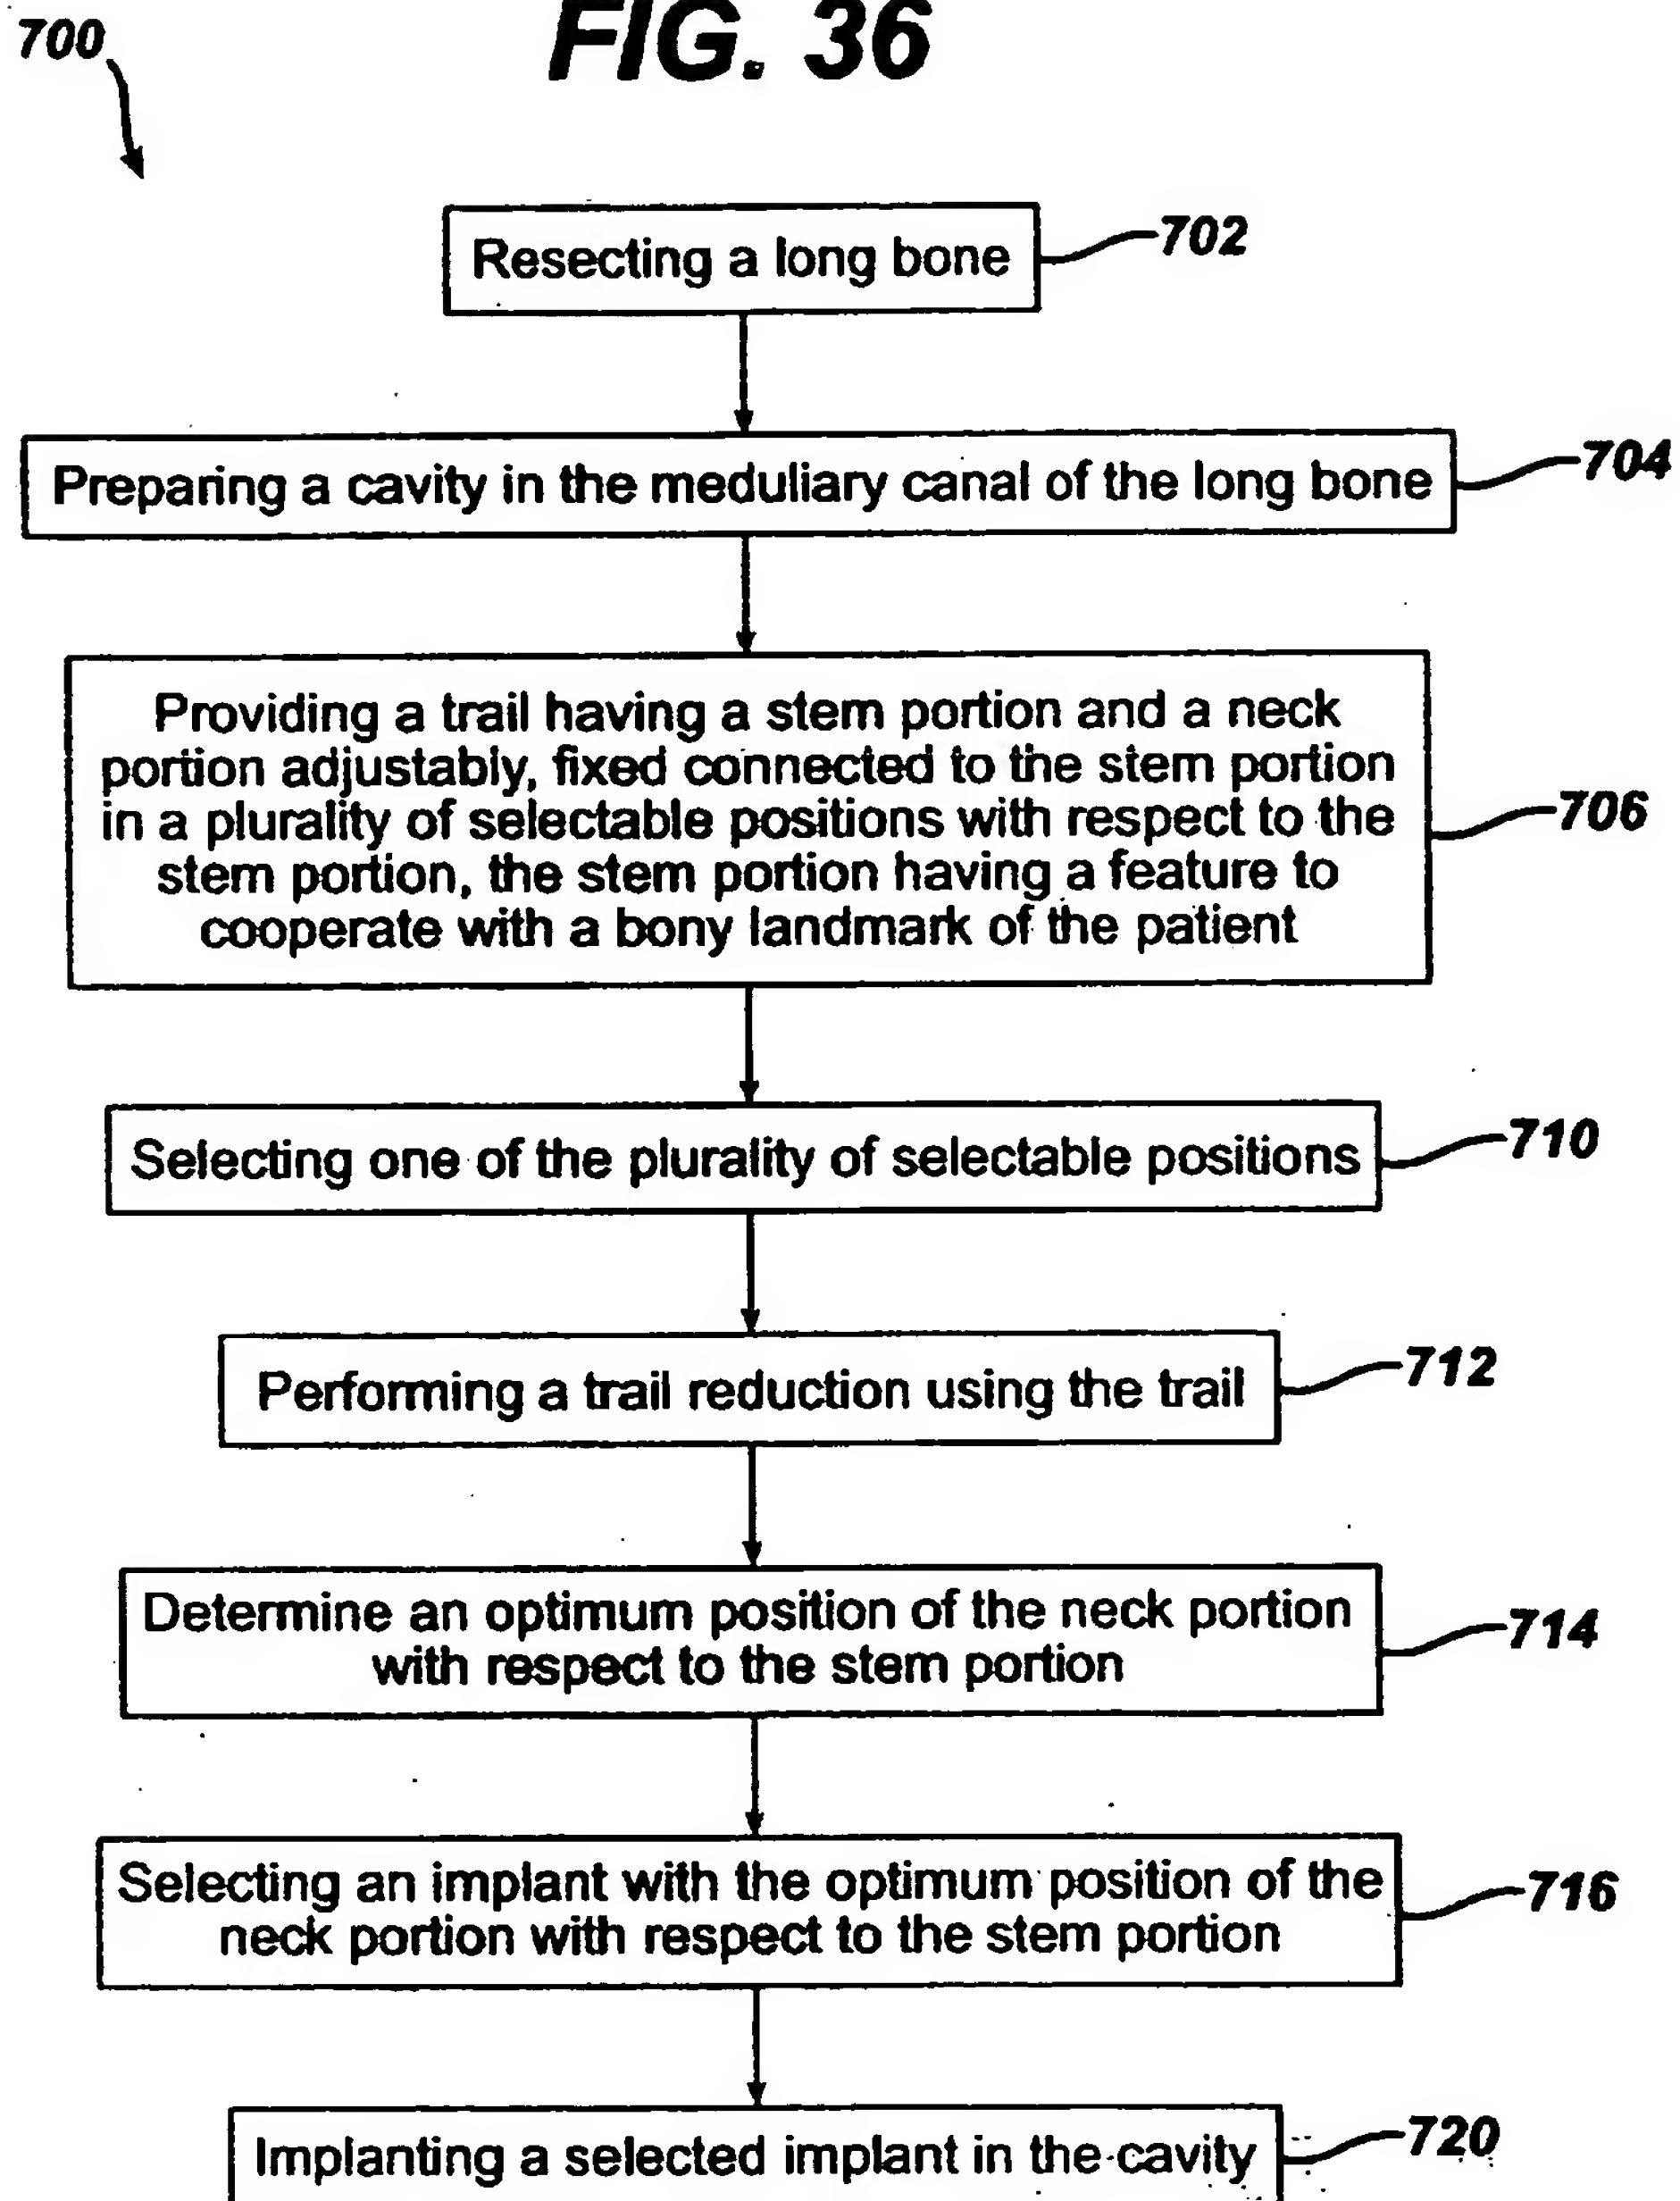 700
FIG. 36
Resecting a long bone
702
Preparing a cavity in the meduliary canal of the long bone
704
Providing a trail having a stem portion and a neck
portion adjustably, fixed connected to the stem portion
in a plurality of selectable positions with respect to the
stem portion, the stem portion having a feature to
cooperate with a bony landmark of the patient
706
Selecting one of the plurality of selectable positions
710
Performing a trail reduction using the trail
712
Determine an optimum position of the neck portion
with respect to the stem portion
714
Selecting an implant with the optimum position of the
neck portion with respect to the stem portion
716
Implanting a selected implant in the cavity
720